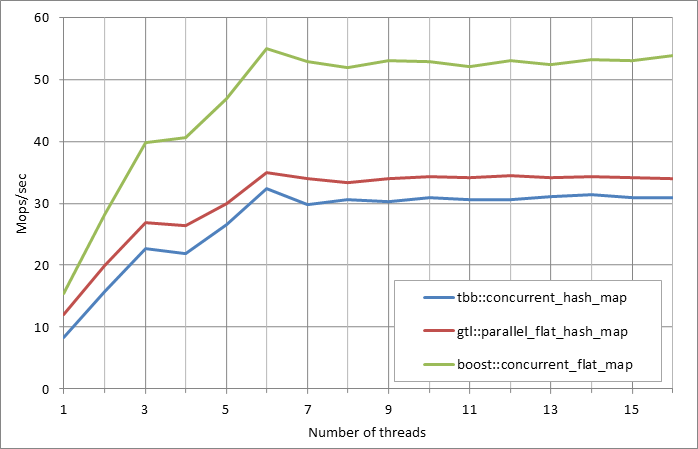 60
50
40
30
20
10
0
Mops/sec
1 3 5 7 9 11 13 15
Number of threads
tbb::concurrent_hash_map
gtl::parallel_flat_hash_map
boost::concurrent_flat_map